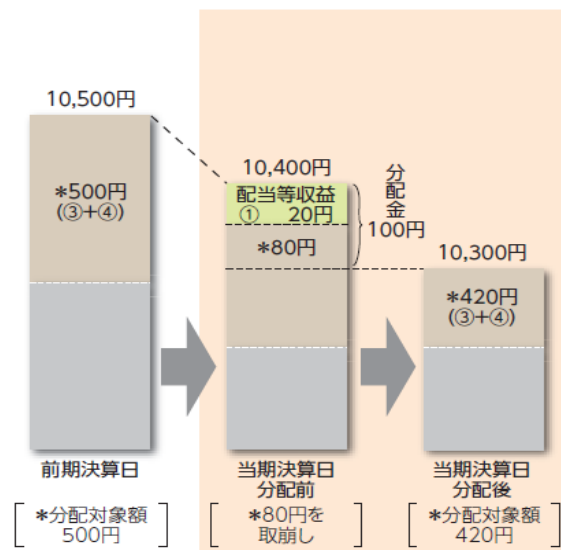 10,500円
*500円
(③+④)
前期決算日
*分配対象額
500円
10,400円
配当等収益
① 20円
*80円
分配金
100円
当期決算日
分配前
*80円を
取崩し
10,300円
*420円
(③+④)
当期決算日
分配後
*分配対象額
420円